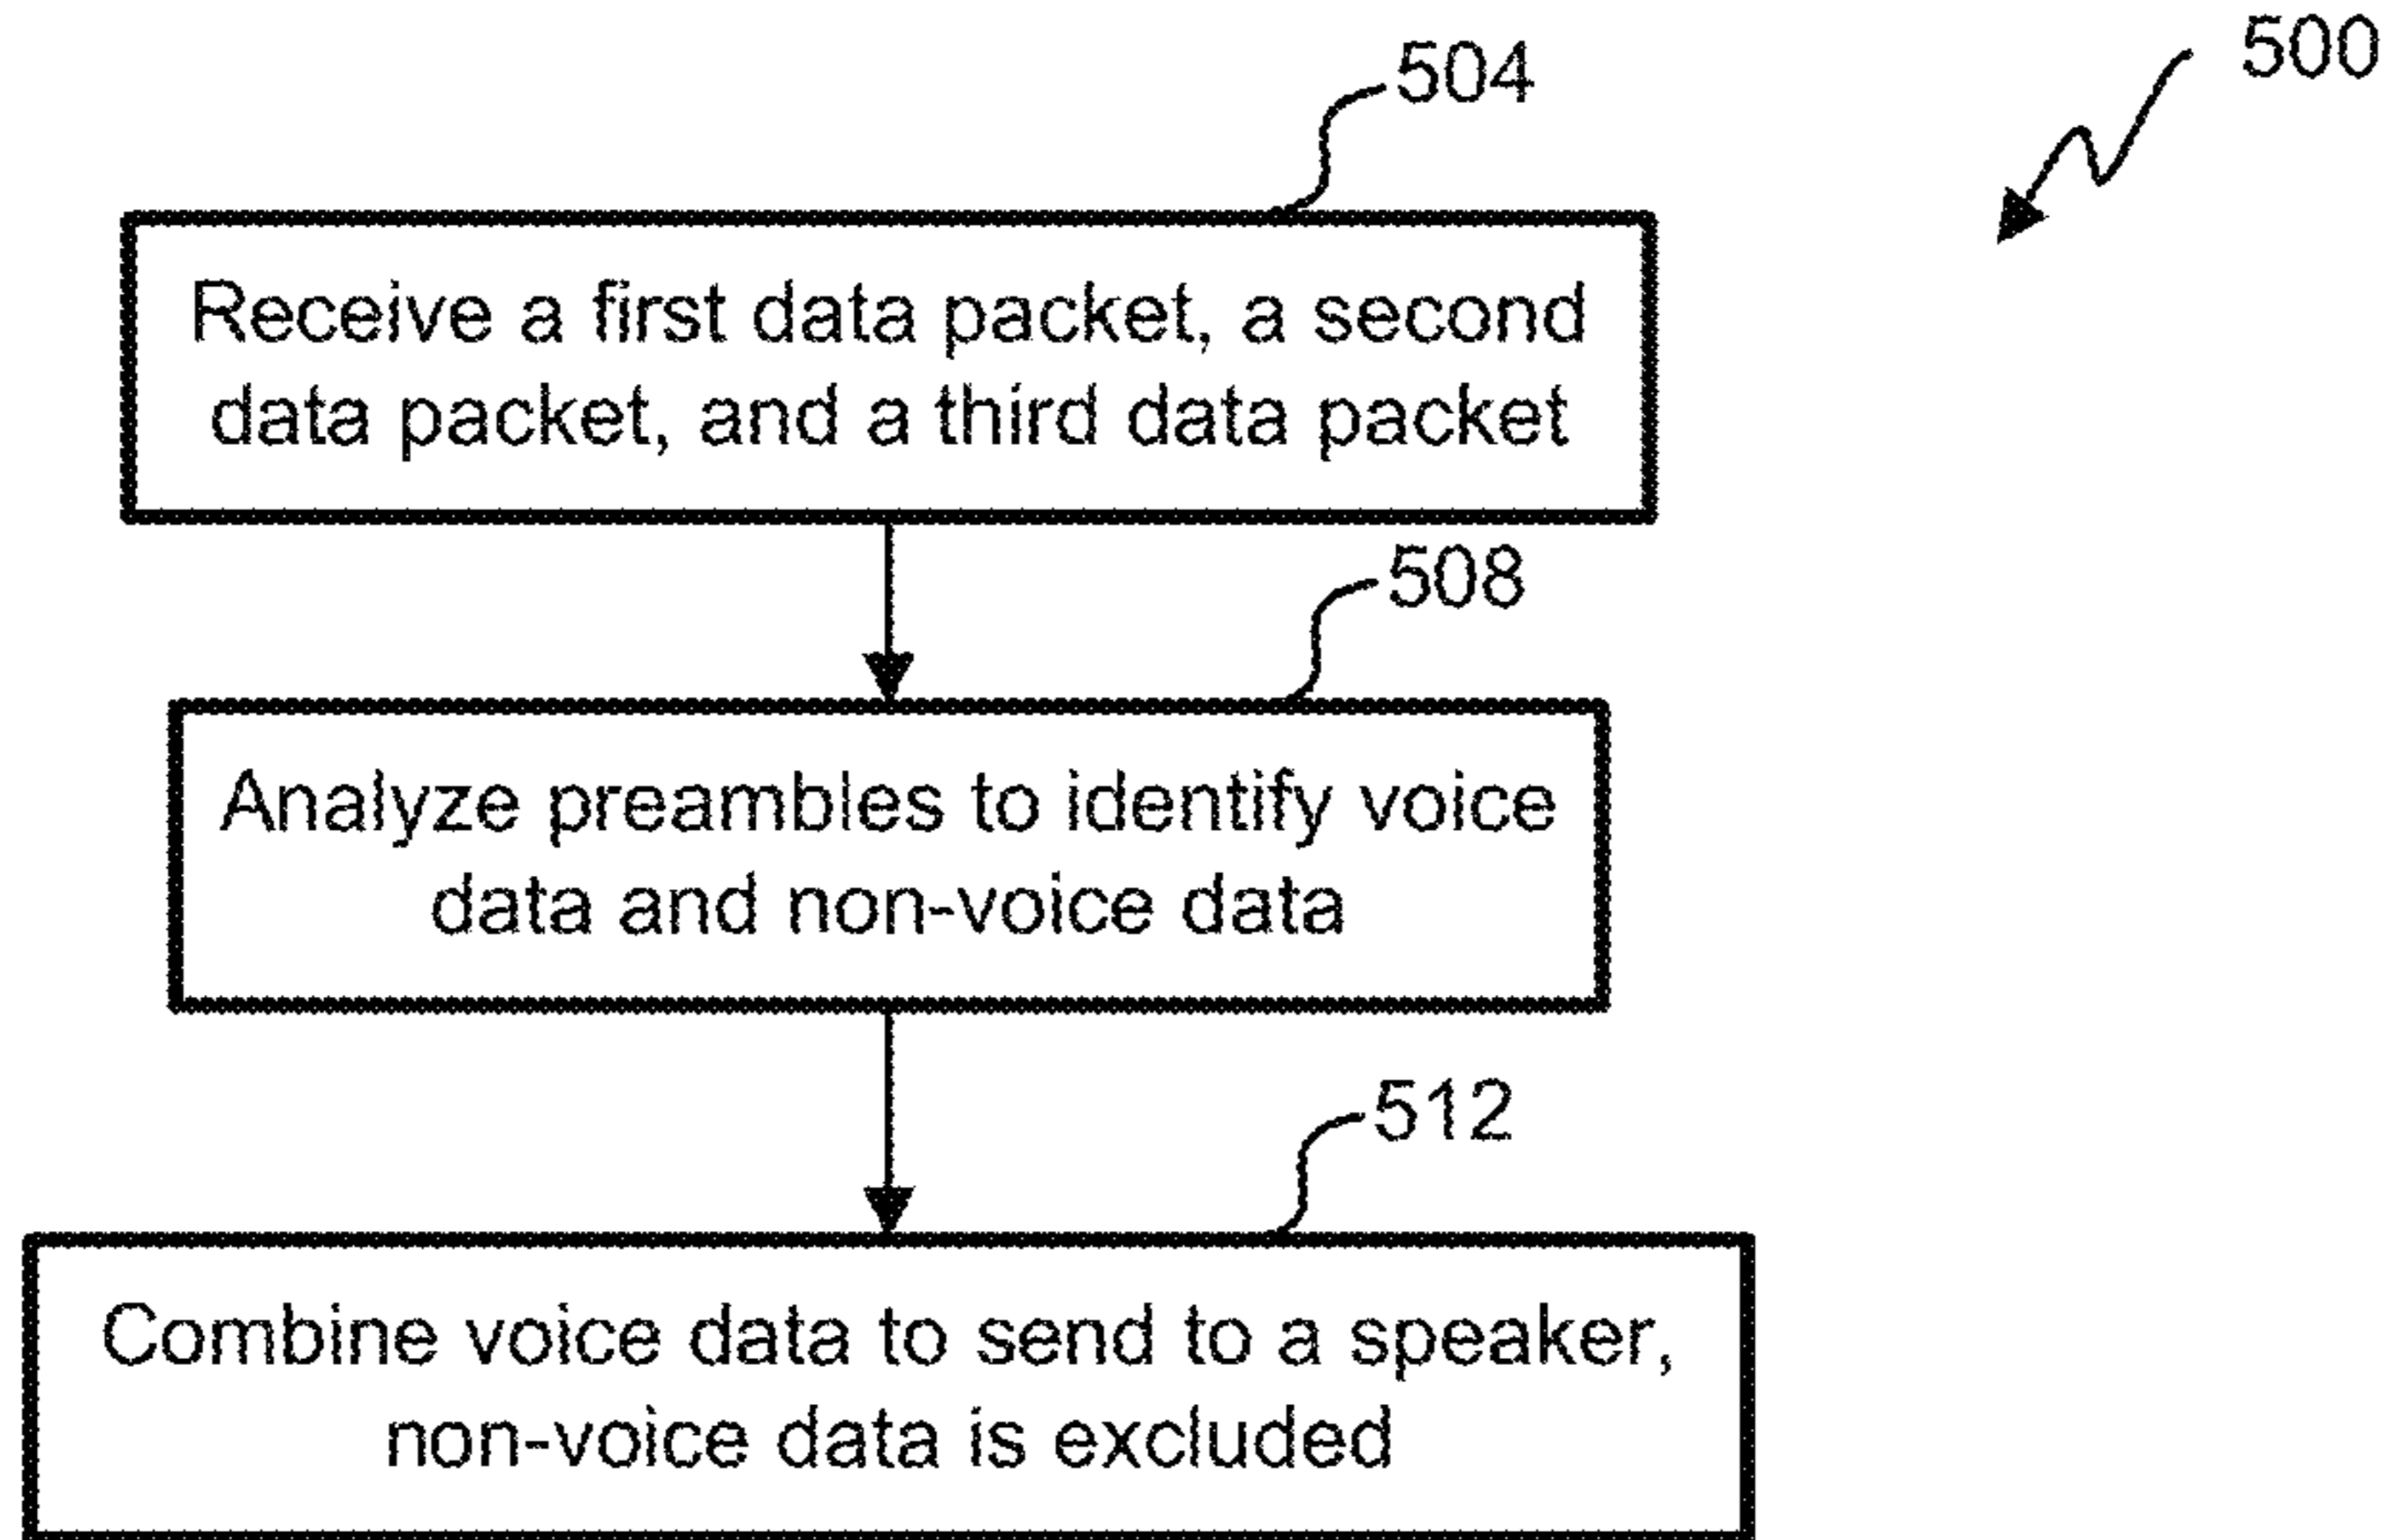 500
504
Receive a first data packet, a second
data packet, and a third data packet
508
Analyze preambles to identify voice
data and non-voice data
512
Combine voice data to send to a speaker,
non-voice data is excluded